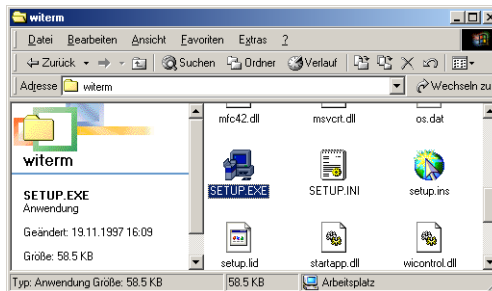 witerm
Datei Bearbeiten Ansicht Favoriten Extras ?
Zurück Suchen Ordner Verlauf
Adresse witerm Wechseln zu
mfc42.dll msvcrt.dll os.dat
witerm
SETUP.EXE SETUP.INI setup.ins
SETUP.EXE
Anwendung
Geändert: 19.11.1997 16:09
Größe: 58.5 KB
setup.lid startapp.dll wicontrol.dll
Typ: Anwendung Größe: 58.5 KB 58.5 KB Arbeitsplatz